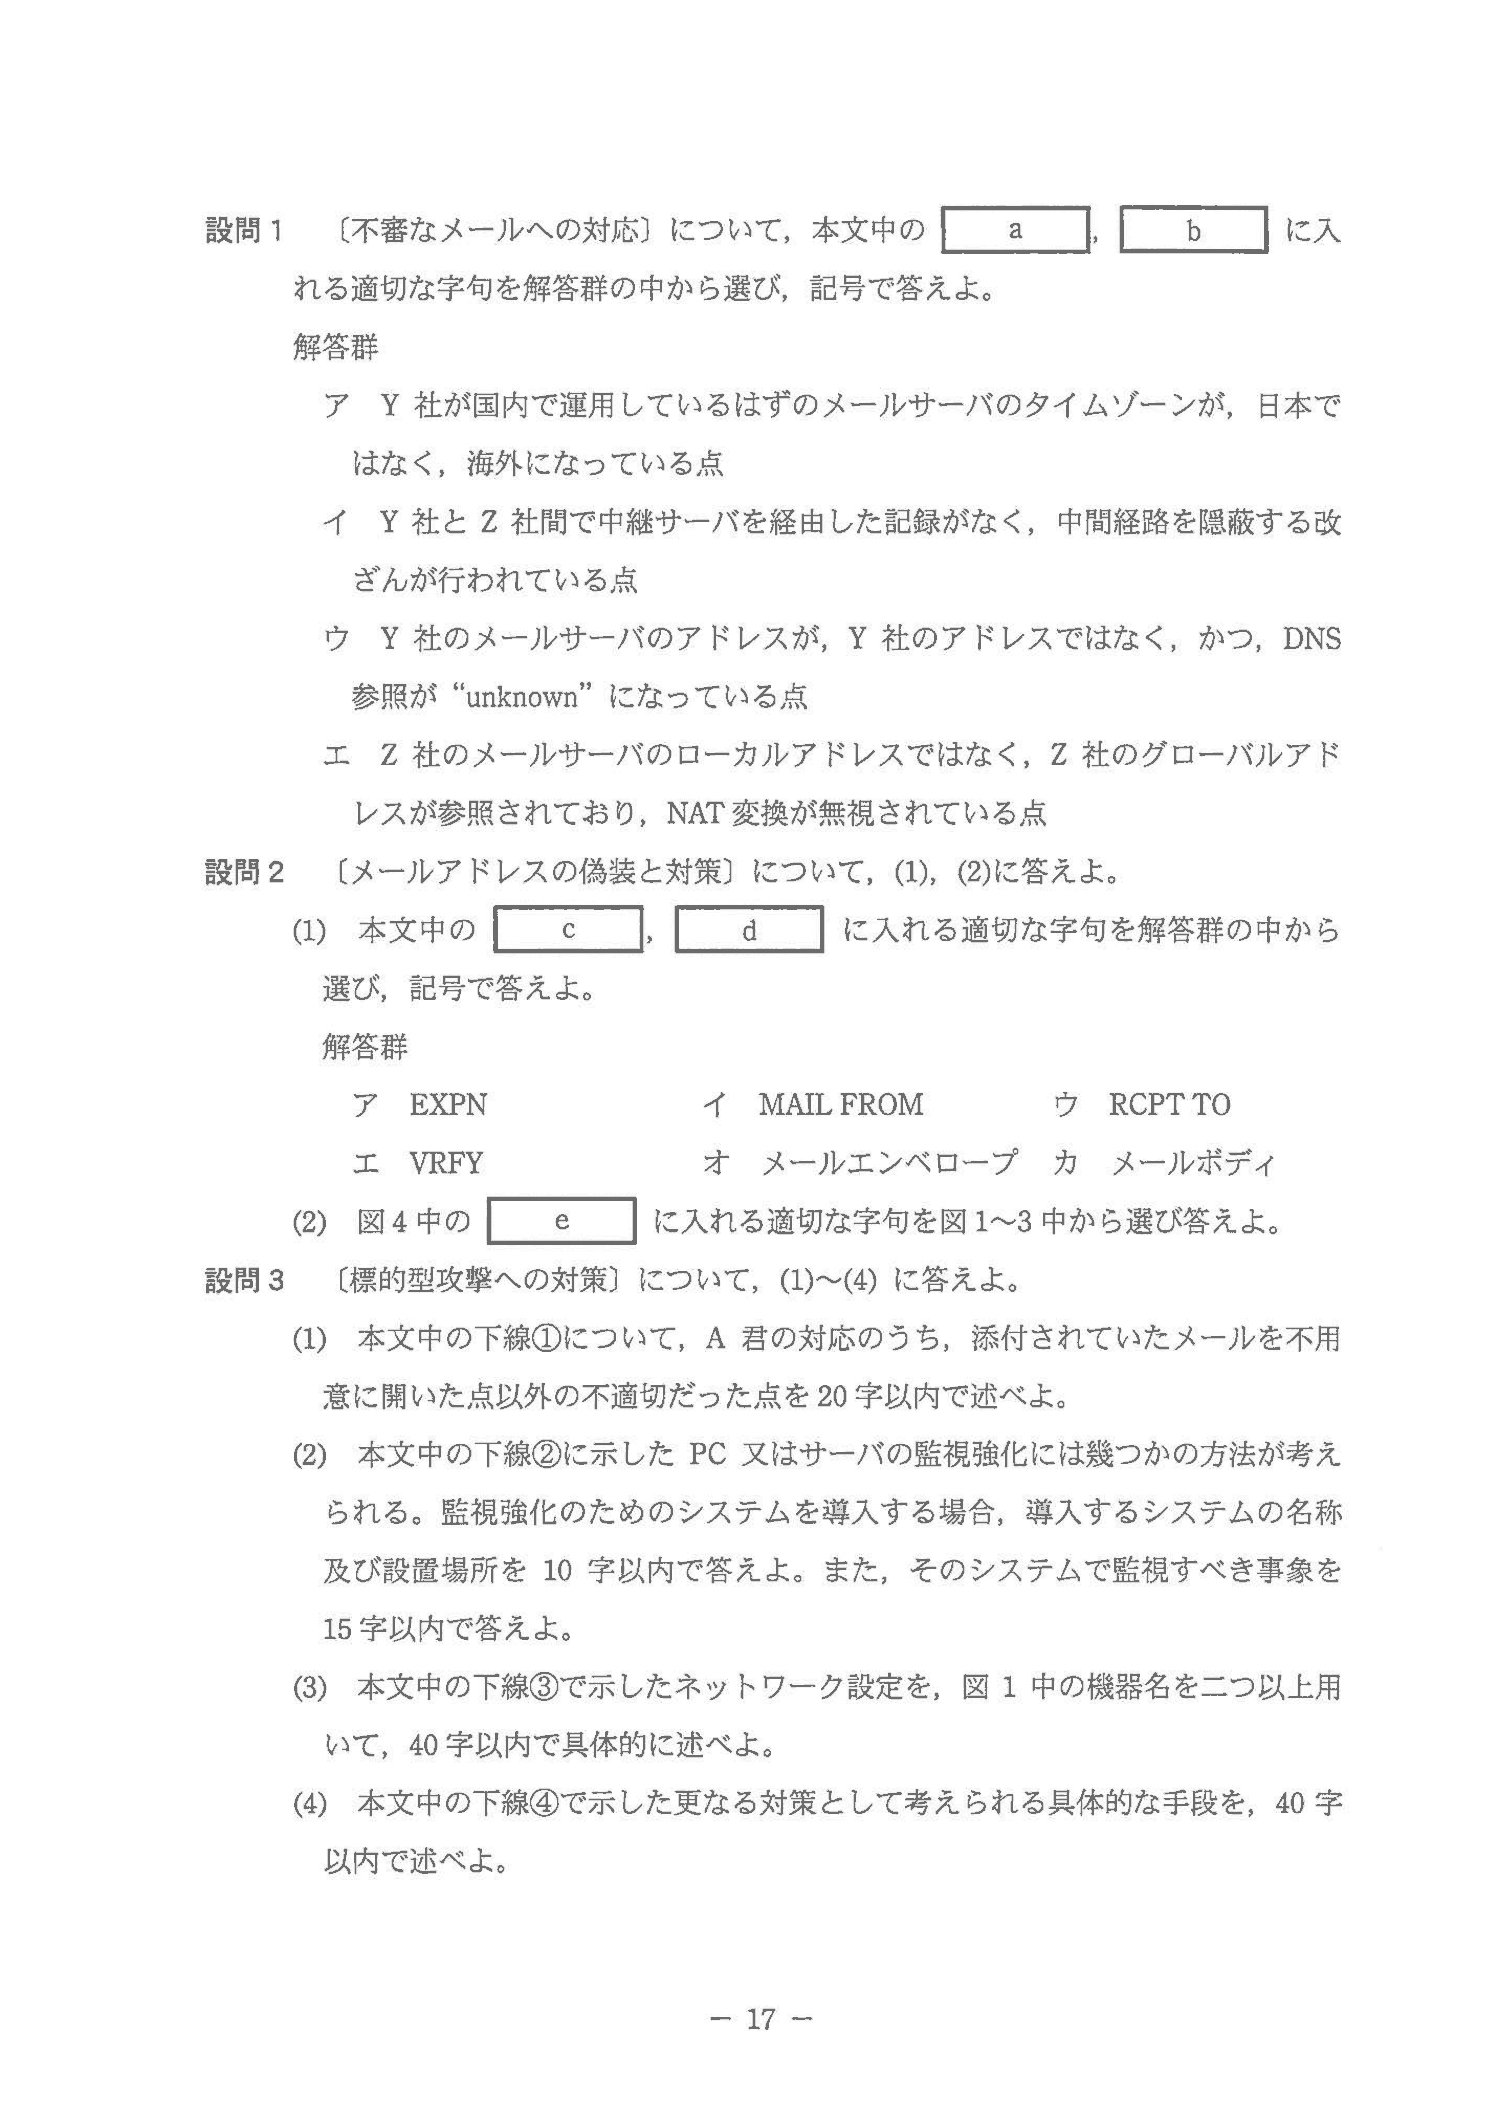 設問1 〔不審なメールへの対応〕について，本文中の a ， b に入
れる適切な字句を解答群の中から選び，記号で答えよ。
解答群
ア Y 社が国内で運用しているはずのメールサーバのタイムゾーンが，日本で
はなく，海外になっている点
イ Y 社と Z 社間で中継サーバを経由した記録がなく，中間経路を隠蔽する改
ざんが行われている点
ウ Y 社のメールサーバのアドレスが，Y 社のアドレスではなく，かつ，DNS
参照が“unknown”になっている点
エ Z 社のメールサーバのローカルアドレスではなく，Z 社のグローバルアド
レスが参照されており，NAT 変換が無視されている点
設問2 〔メールアドレスの偽装と対策〕について，(1)，(2)に答えよ。
(1) 本文中の c ， d に入れる適切な字句を解答群の中から
選び，記号で答えよ。
解答群
ア EXPN イ MAIL FROM ウ RCPT TO
エ VRFY オ メールエンベロープ カ メールボディ
(2) 図4中の e に入れる適切な字句を図1〜3中から選び答えよ。
設問3 〔標的型攻撃への対策〕について，(1)〜(4) に答えよ。
(1) 本文中の下線①について，A 君の対応のうち，添付されていたメールを不用
意に開いた点以外の不適切だった点を 20 字以内で述べよ。
(2) 本文中の下線②に示した PC 又はサーバの監視強化には幾つかの方法が考え
られる。監視強化のためのシステムを導入する場合，導入するシステムの名称
及び設置場所を 10 字以内で答えよ。また，そのシステムで監視すべき事象を
15 字以内で答えよ。
(3) 本文中の下線③で示したネットワーク設定を，図 1 中の機器名を二つ以上用
いて，40 字以内で具体的に述べよ。
(4) 本文中の下線④で示した更なる対策として考えられる具体的な手段を，40 字
以内で述べよ。
− 17 −